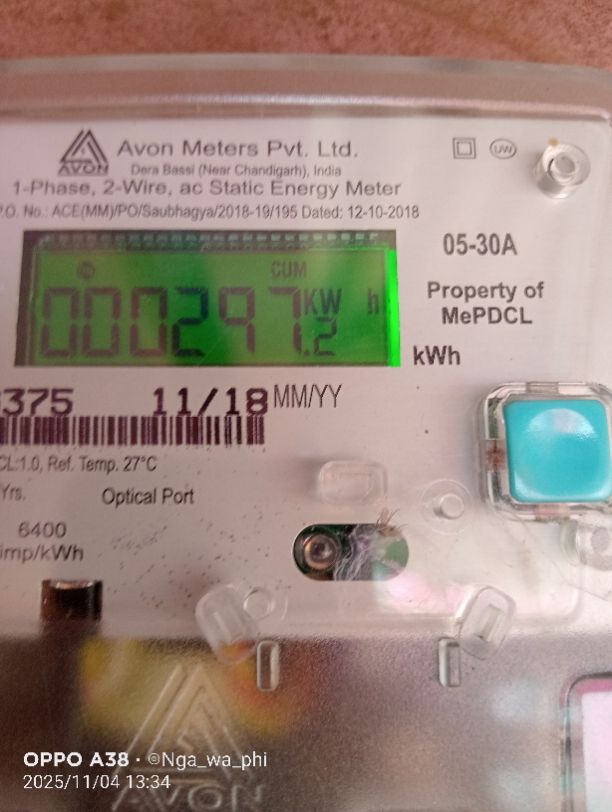 AVON
Avon Meters Pvt. Ltd.
Dera Bassi (Near Chandigarh), India
1-Phase, 2-Wire, ac Static Energy Meter
P.O. No.: ACE(MM)/PO/Saubhagya/2018-19/195 Dated: 12-10-2018
UW
05-30A
CUM
000297.2 KW h
Property of
MePDCL
kWh
375 11/18 MM/YY
CL:1.0, Ref. Temp. 27°C
Yrs. Optical Port
6400
imp/kWh
AVON
OPPO A38 · @Nga_wa_phi
2025/11/04 13:34